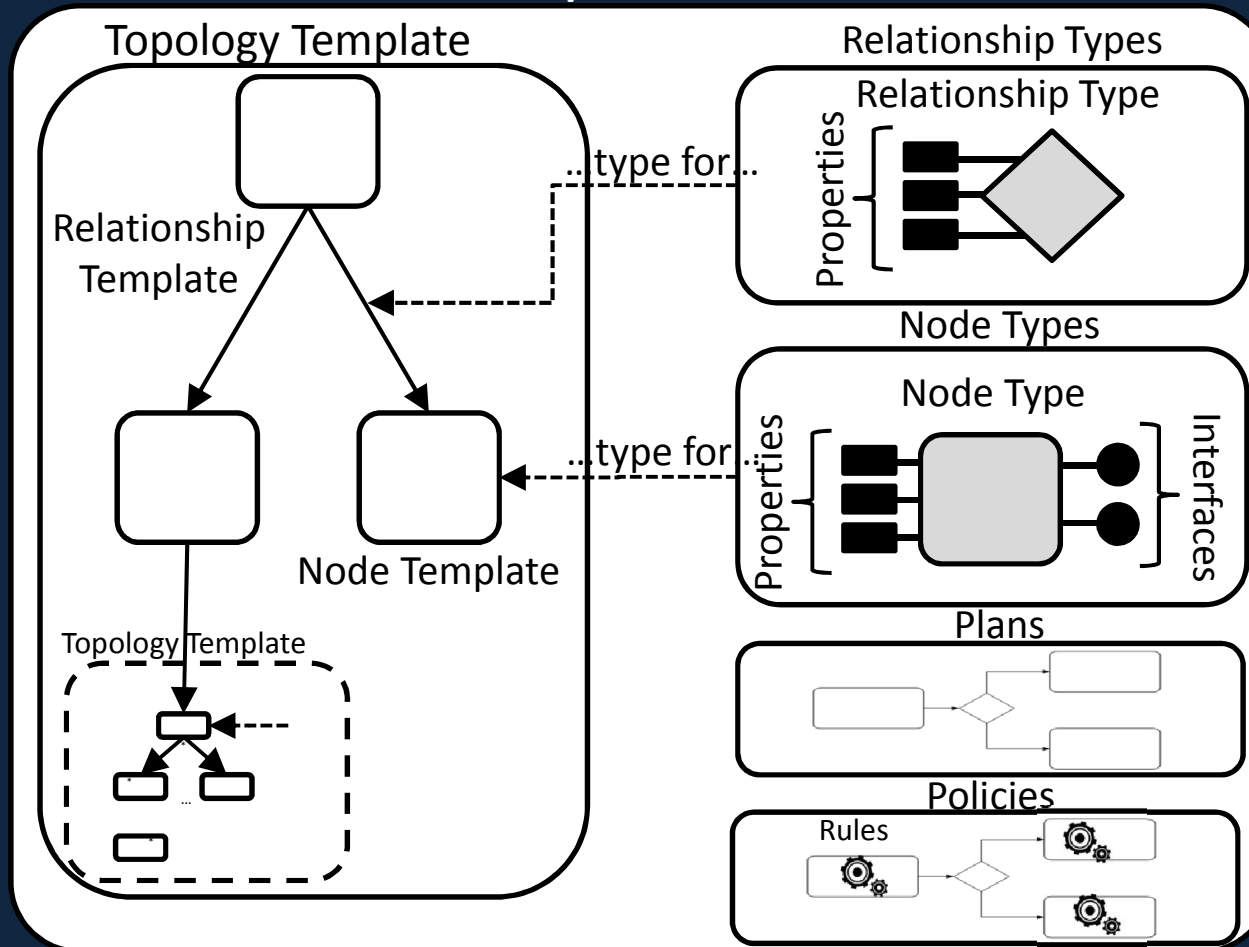 Topology Template
Relationship
Template
Node Template
Topology Template
*
*
...
*
...type for...
...type for...
Relationship Types
Relationship Type
Properties
Node Types
Node Type
Properties
Interfaces
Plans
Policies
Rules